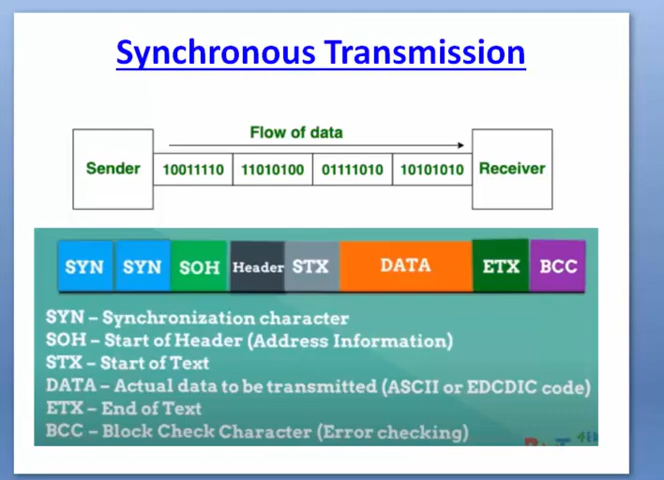 Synchronous Transmission
Flow of data
Sender 10011110 11010100 01111010 10101010 Receiver
SYN SYN SOH Header STX DATA ETX BCC
SYN – Synchronization character
SOH – Start of Header (Address Information)
STX – Start of Text
DATA – Actual data to be transmitted (ASCII or EDCDIC code)
ETX – End of Text
BCC – Block Check Character (Error checking)